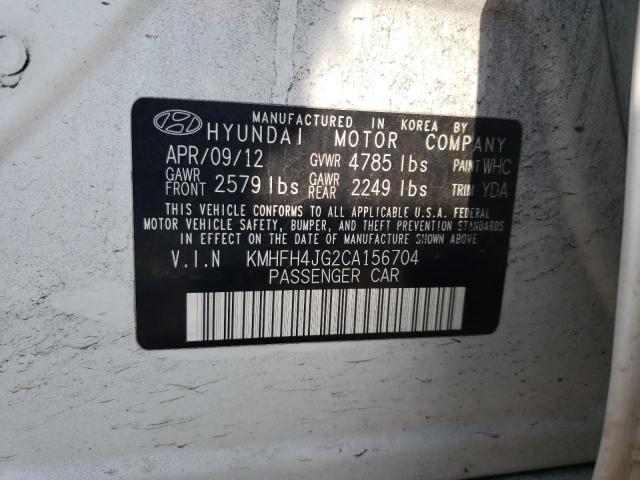 MANUFACTURED IN KOREA BY
HYUNDAI MOTOR COMPANY
APR/09/12 GVWR 4785 lbs PAINT WHC
GAWR FRONT 2579 lbs GAWR REAR 2249 lbs TRIM YDA
THIS VEHICLE CONFORMS TO ALL APPLICABLE U.S.A. FEDERAL
MOTOR VEHICLE SAFETY, BUMPER, AND THEFT PREVENTION STANDARDS
IN EFFECT ON THE DATE OF MANUFACTURE SHOWN ABOVE
V.I.N KMHFH4JG2CA156704
PASSENGER CAR